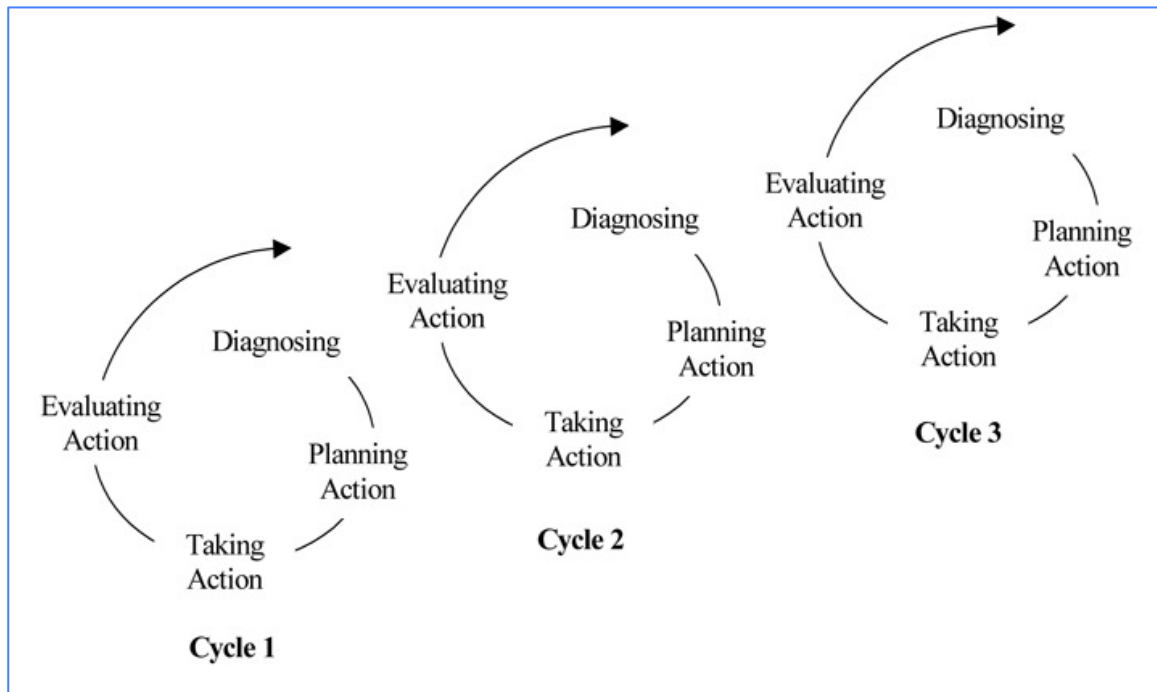 Diagnosing
Planning
Action
Taking
Action
Evaluating
Action
Cycle 1
Diagnosing
Planning
Action
Taking
Action
Evaluating
Action
Cycle 2
Diagnosing
Planning
Action
Taking
Action
Evaluating
Action
Cycle 3